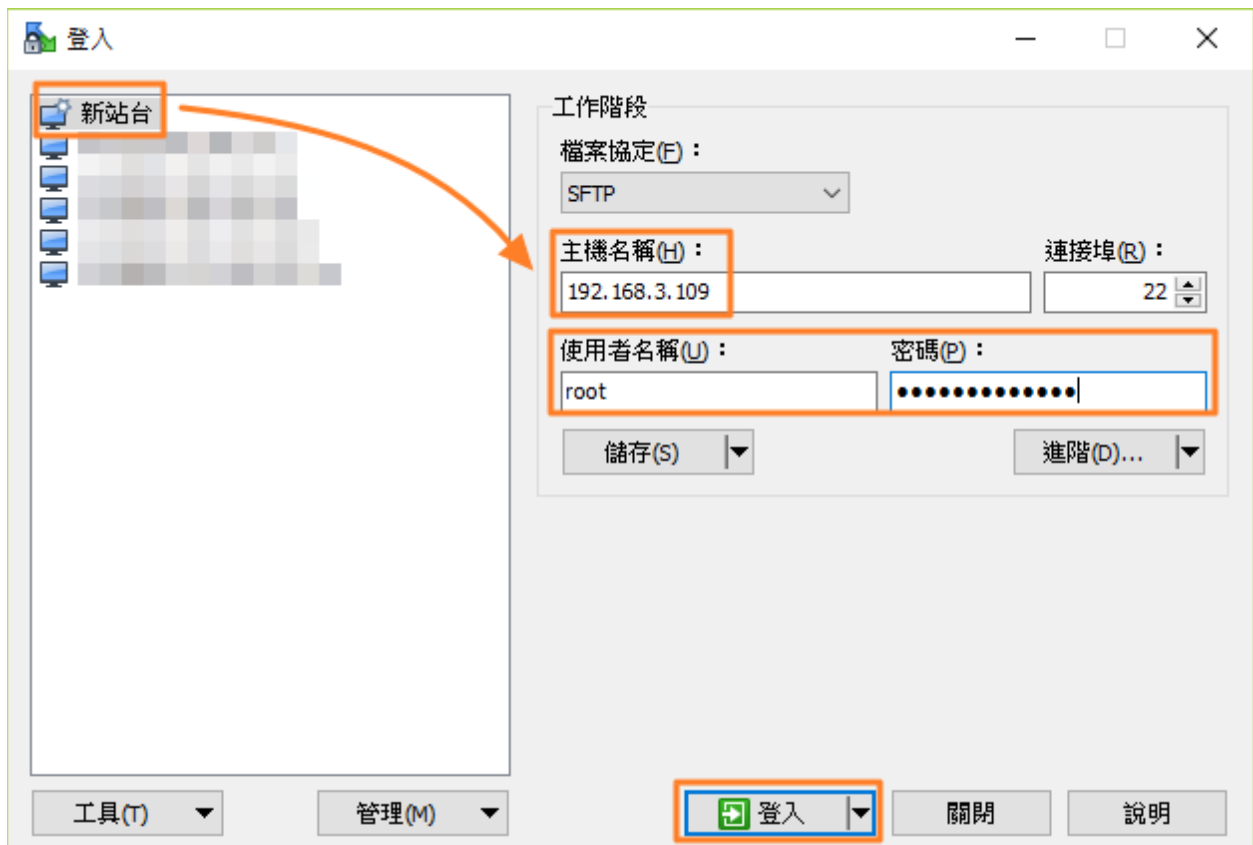 登入
新站台
工作階段
檔案協定(F)：
SFTP
主機名稱(H)：
連接埠(R)：
192.168.3.109
22
使用者名稱(U)：
密碼(P)：
root
●●●●●●●●●●●●●
儲存(S)
進階(D)...
工具(T)
管理(M)
登入
關閉
說明